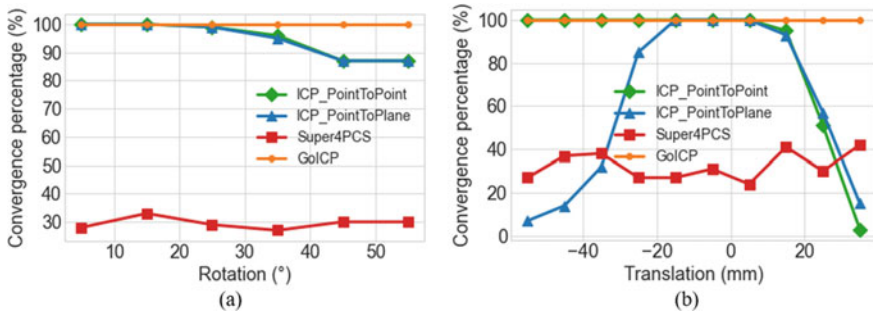 Convergence percentage (%)
100
90
80
70
60
50
40
30
ICP_PointToPoint
ICP_PointToPlane
Super4PCS
GoICP
10 20 30 40 50
Rotation (°)
(a)
Convergence percentage (%)
100
80
60
40
20
0
ICP_PointToPoint
ICP_PointToPlane
Super4PCS
GoICP
−40 −20 0 20
Translation (mm)
(b)